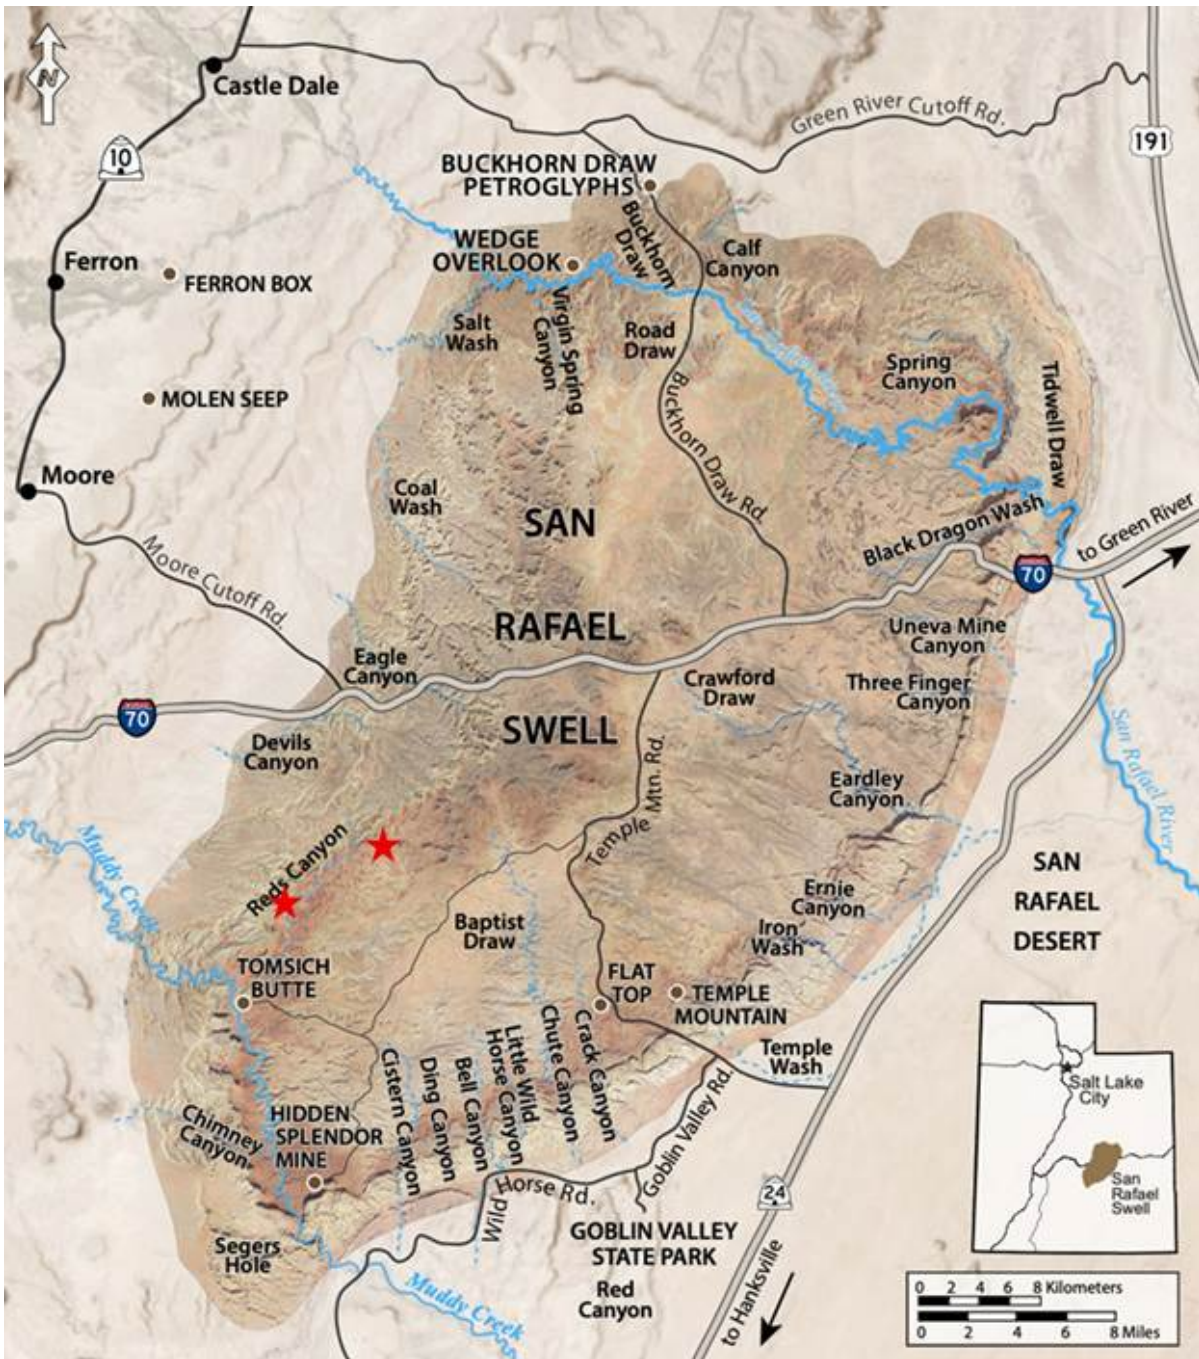 N
Castle Dale
10
Green River Cutoff Rd.
191
BUCKHORN DRAW
PETROGLYPHS
Buckhorn
Draw
WEDGE
OVERLOOK
Calf
Canyon
Ferron
FERRON BOX
Salt
Wash
Virgin Spring
Canyon
Road
Draw
Spring
Canyon
Tidwell Draw
MOLEN SEEP
Buckhorn Draw Rd.
Moore
Coal
Wash
SAN
RAFAEL
SWELL
Black Dragon Wash
to Green River
70
Moore Cutoff Rd.
Uneva Mine
Canyon
Eagle
Canyon
Crawford
Draw
Three Finger
Canyon
70
Devils
Canyon
San Rafael River
Temple Mtn. Rd.
Eardley
Canyon
Muddy Creek
Reds Canyon
SAN
RAFAEL
DESERT
Ernie
Canyon
Baptist
Draw
Iron
Wash
TOMSICH
BUTTE
FLAT
TOP
TEMPLE
MOUNTAIN
Temple
Wash
Cistern Canyon
Ding Canyon
Bell Canyon
Little Wild
Horse Canyon
Chute Canyon
Crack Canyon
Chimney
Canyon
HIDDEN
SPLENDOR
MINE
Goblin Valley Rd.
Wild Horse Rd.
24
GOBLIN VALLEY
STATE PARK
Red
Canyon
Segers
Hole
Muddy Creek
to Hanksville
Salt Lake
City
San
Rafael
Swell
0 2 4 6 8 Kilometers
0 2 4 6 8 Miles